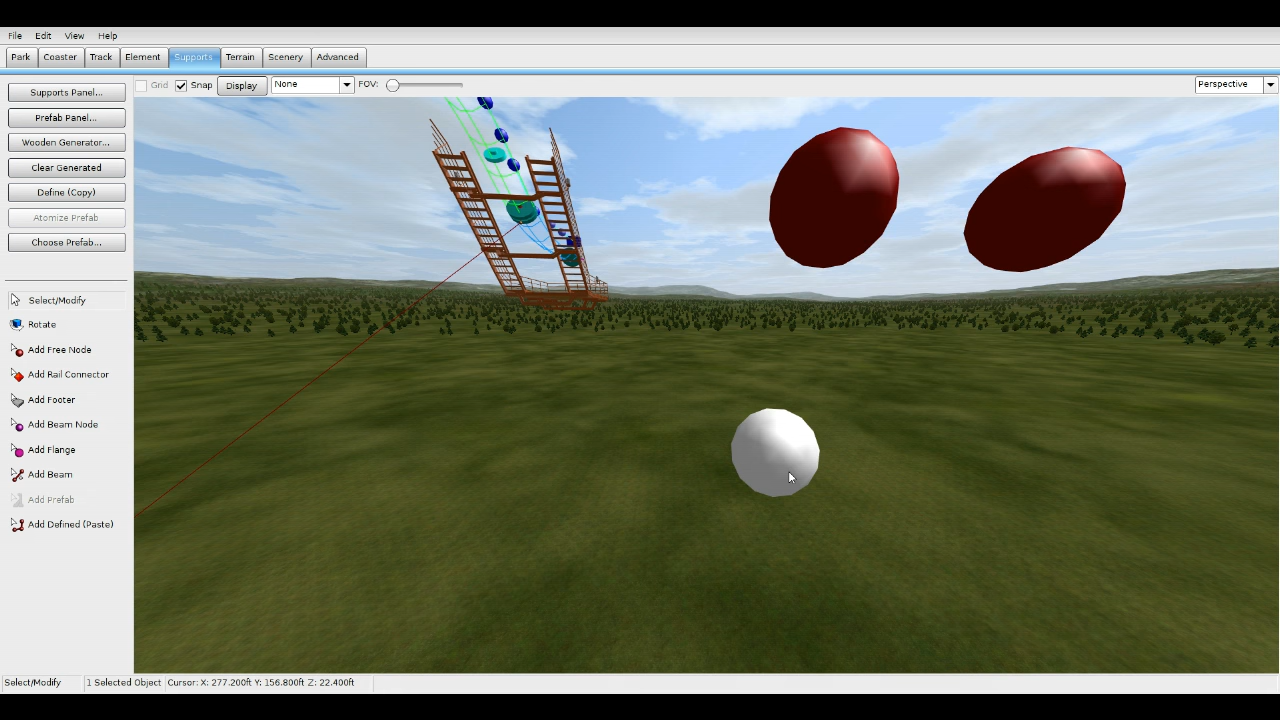 File Edit View Help
Park Coaster Track Element Supports Terrain Scenery Advanced
Grid Snap Display None FOV: Perspective
Supports Panel...
Prefab Panel...
Wooden Generator...
Clear Generated
Define (Copy)
Atomize Prefab
Choose Prefab...
Select/Modify
Rotate
Add Free Node
Add Rail Connector
Add Footer
Add Beam Node
Add Flange
Add Beam
Add Prefab
Add Defined (Paste)
Select/Modify 1 Selected Object Cursor: X: 277.200ft Y: 156.800ft Z: 22.400ft